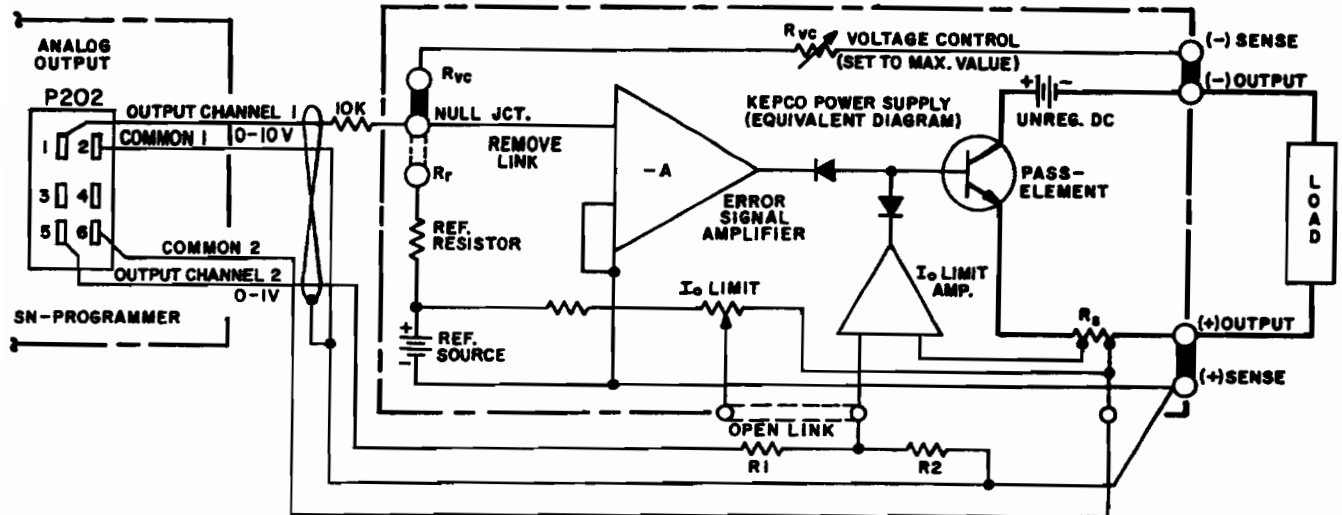 ANALOG
OUTPUT
P202
1 2
3 4
5 6
OUTPUT CHANNEL 1
0-10V
COMMON 1
COMMON 2
OUTPUT CHANNEL 2
0-1V
SN-PROGRAMMER
10K
RVC
NULL JCT.
REMOVE
LINK
Rr
REF.
RESISTOR
+
-
REF.
SOURCE
RVC
VOLTAGE CONTROL
(SET TO MAX. VALUE)
KEPCO POWER SUPPLY
(EQUIVALENT DIAGRAM)
-A
ERROR
SIGNAL
AMPLIFIER
+ -
UNREG. DC
PASS-
ELEMENT
Io LIMIT
Io LIMIT
AMP.
Rs
OPEN LINK
R1
R2
(-) SENSE
(-) OUTPUT
LOAD
(+) OUTPUT
(+) SENSE